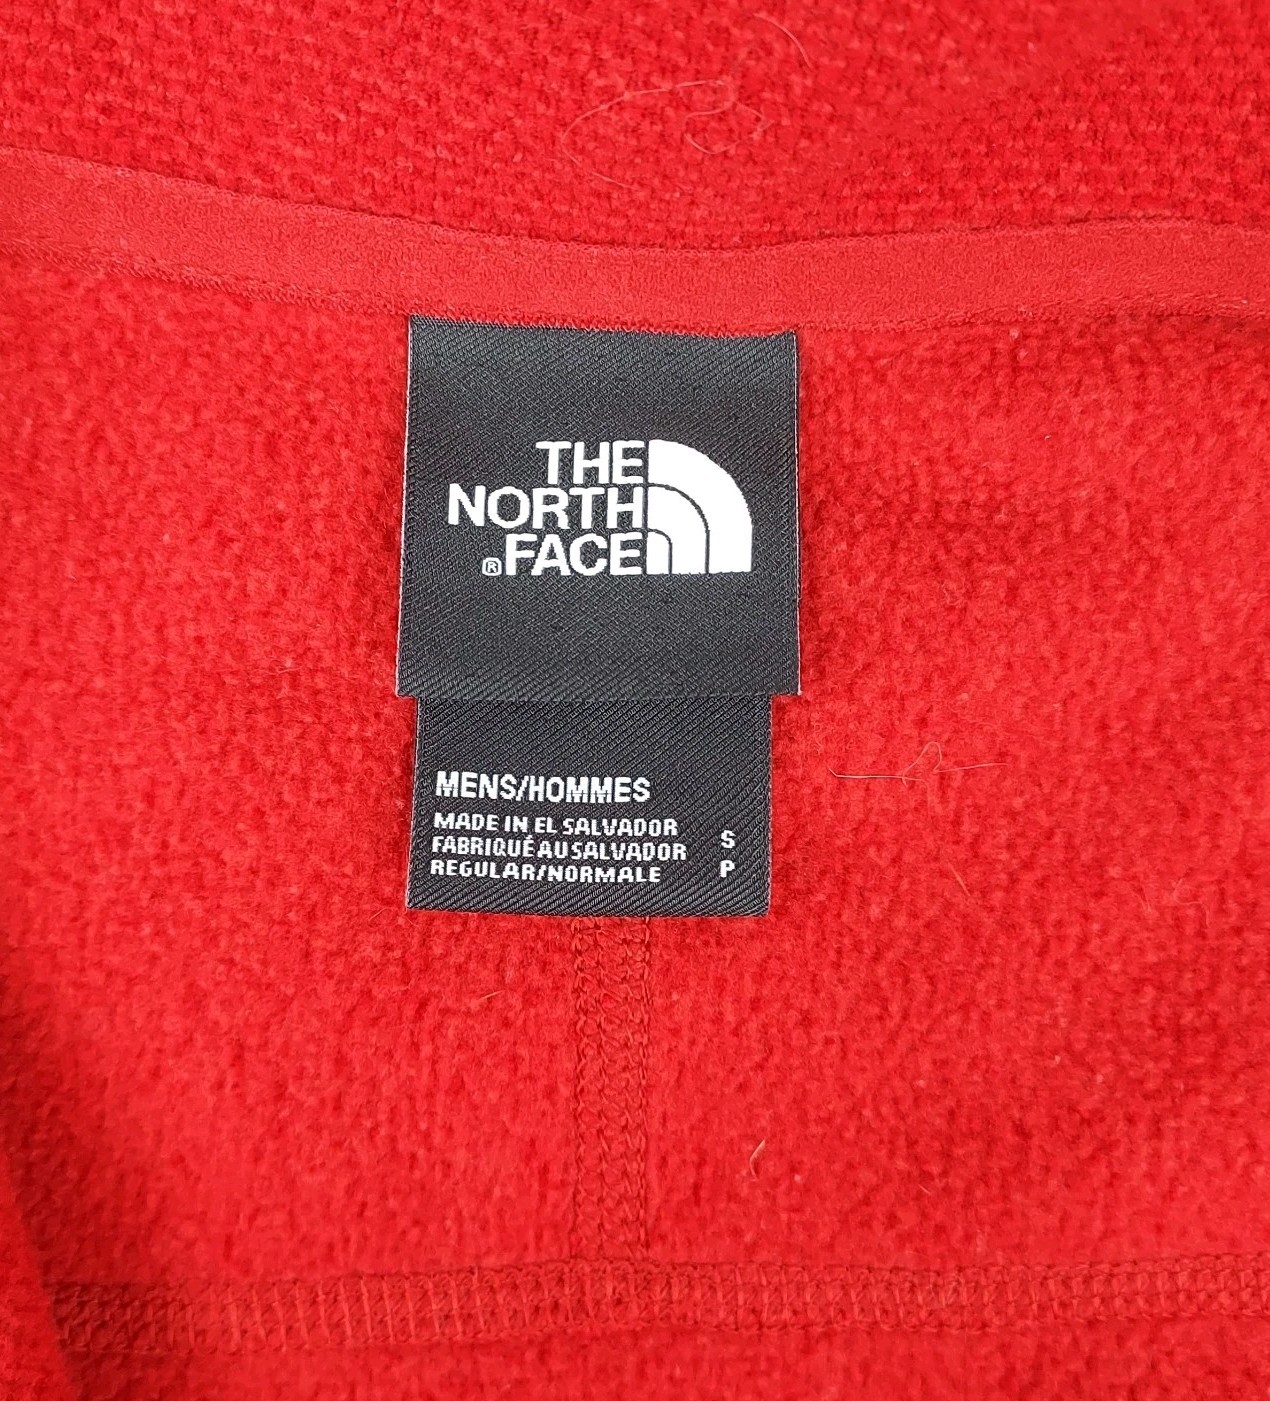 THE
NORTH
®FACE
MENS/HOMMES
MADE IN EL SALVADOR
FABRIQUÉ AU SALVADOR
REGULAR/NORMALE
S
P